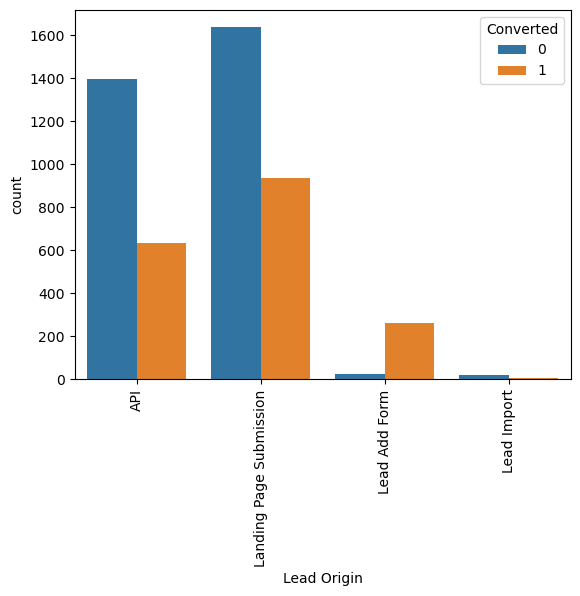 Converted
0
1
count
1600
1400
1200
1000
800
600
400
200
0
API
Landing Page Submission
Lead Add Form
Lead Import
Lead Origin